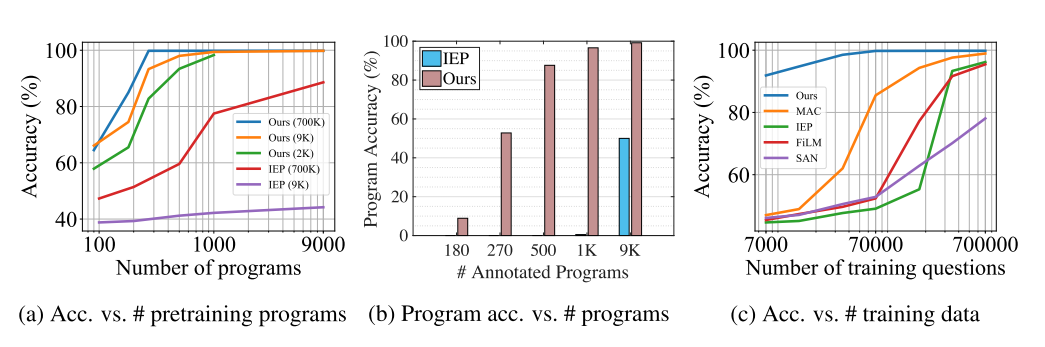 Accuracy (%)
100
80
60
40
Ours (700K)
Ours (9K)
Ours (2K)
IEP (700K)
IEP (9K)
100 1000 9000
Number of programs
(a) Acc. vs. # pretraining programs
Program Accuracy (%)
100
80
60
40
20
0
IEP
Ours
180 270 500 1K 9K
# Annotated Programs
(b) Program acc. vs. # programs
Accuracy (%)
100
80
60
Ours
MAC
IEP
FiLM
SAN
7000 70000 700000
Number of training questions
(c) Acc. vs. # training data